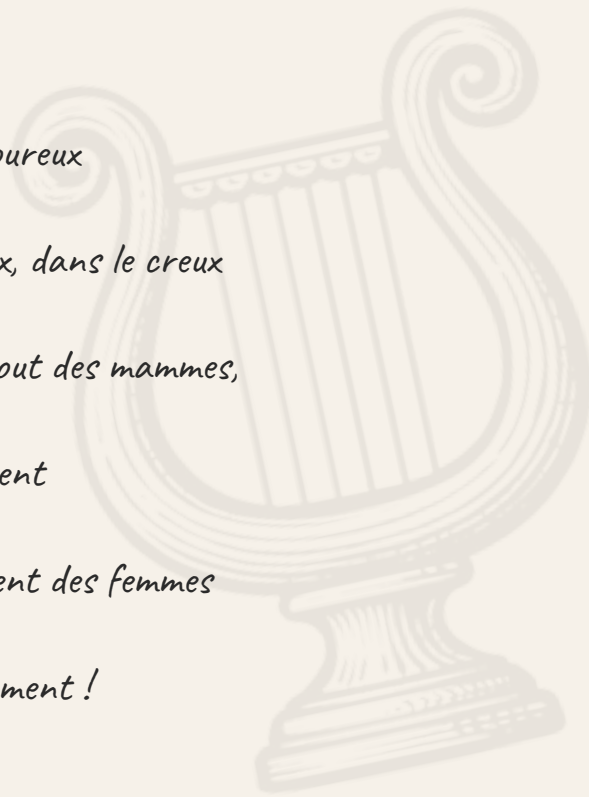 oureux
x, dans le creux
out des mammes,
ent
ent des femmes
ment !